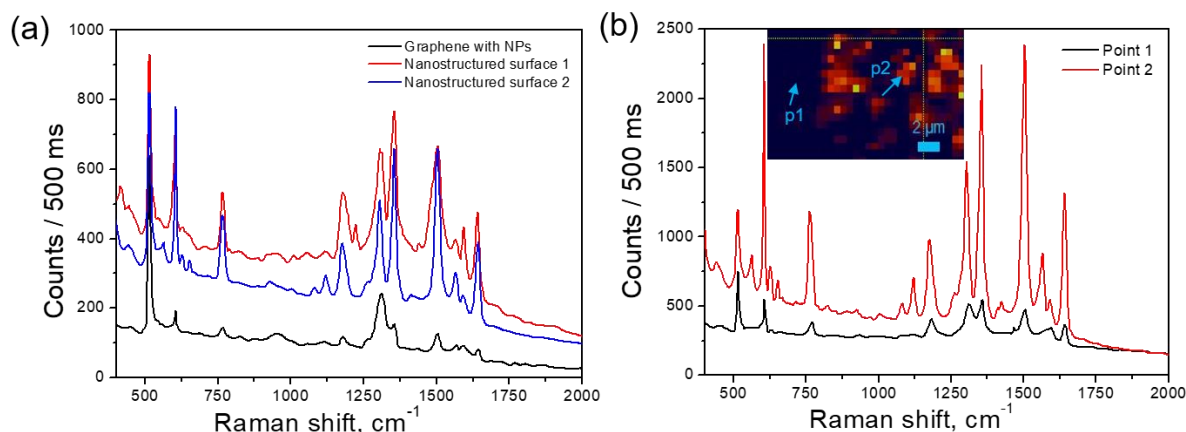 (a)
1000
800
600
400
200
0
500 750 1000 1250 1500 1750 2000
Counts / 500 ms
Raman shift, cm⁻¹
Graphene with NPs
Nanostructured surface 1
Nanostructured surface 2
(b)
2500
2000
1500
1000
500
0
500 750 1000 1250 1500 1750 2000
Counts / 500 ms
Raman shift, cm⁻¹
p1
p2
2 μm
Point 1
Point 2